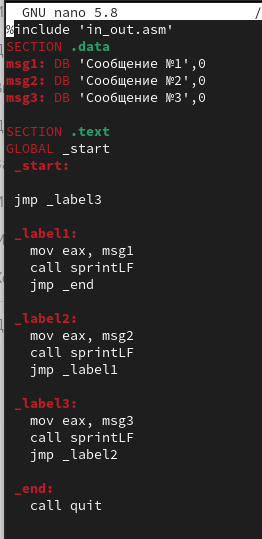 GNU nano 5.8 /
%include 'in_out.asm'
SECTION .data
msg1: DB 'Сообщение №1',0
msg2: DB 'Сообщение №2',0
msg3: DB 'Сообщение №3',0
SECTION .text
GLOBAL _start
_start:
jmp _label3
_label1:
mov eax, msg1
call sprintLF
jmp _end
_label2:
mov eax, msg2
call sprintLF
jmp _label1
_label3:
mov eax, msg3
call sprintLF
jmp _label2
_end:
call quit